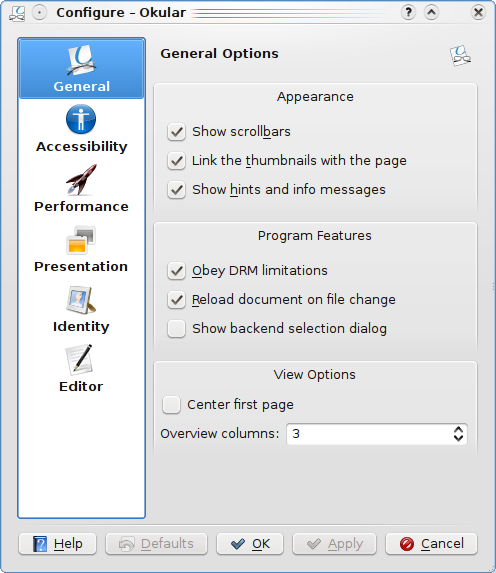 Configure – Okular
General
Accessibility
Performance
Presentation
Identity
Editor
General Options
Appearance
Show scrollbars
Link the thumbnails with the page
Show hints and info messages
Program Features
Obey DRM limitations
Reload document on file change
Show backend selection dialog
View Options
Center first page
Overview columns: 3
Help Defaults OK Apply Cancel